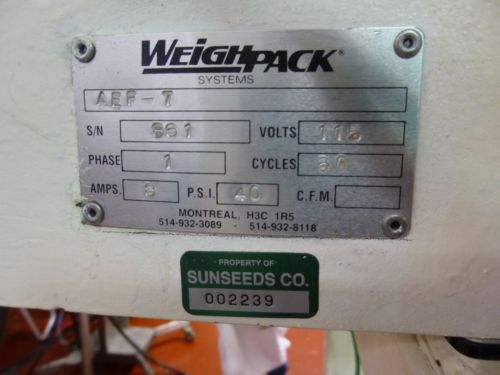 WEIGHPACK®
SYSTEMS
AEF-7
S/N 861 VOLTS 115
PHASE 1 CYCLES 60
AMPS. P.S.I. 40 C.F.M.
MONTREAL, H3C 1R5
514-932-3089 - 514-932-8118
PROPERTY OF
SUNSEEDS CO.
002239